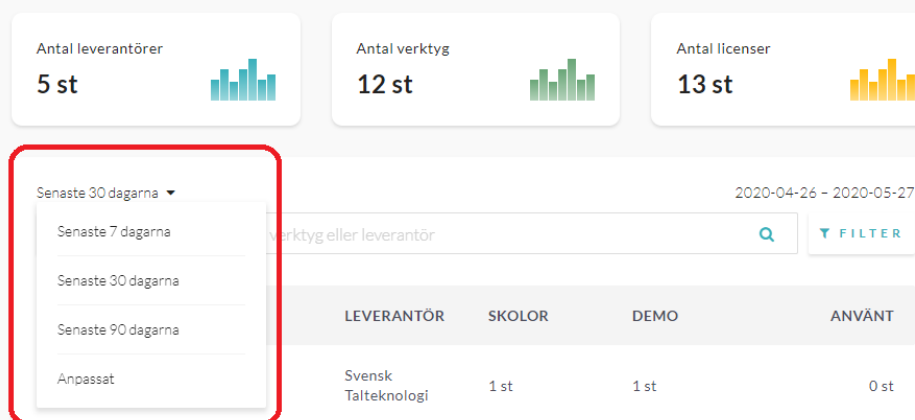 Antal leverantörer
5 st
Antal verktyg
12 st
Antal licenser
13 st
Senaste 30 dagarna
2020-04-26 – 2020-05-27
Senaste 7 dagarna
Senaste 30 dagarna
Senaste 90 dagarna
Anpassat
verktyg eller leverantör
FILTER
LEVERANTÖR SKOLOR DEMO ANVÄNT
Svensk
Talteknologi
1 st 1 st 0 st